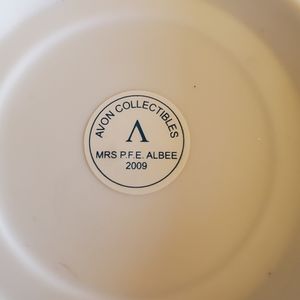 AVON COLLECTIBLES
Λ
MRS P.F.E. ALBEE
2009